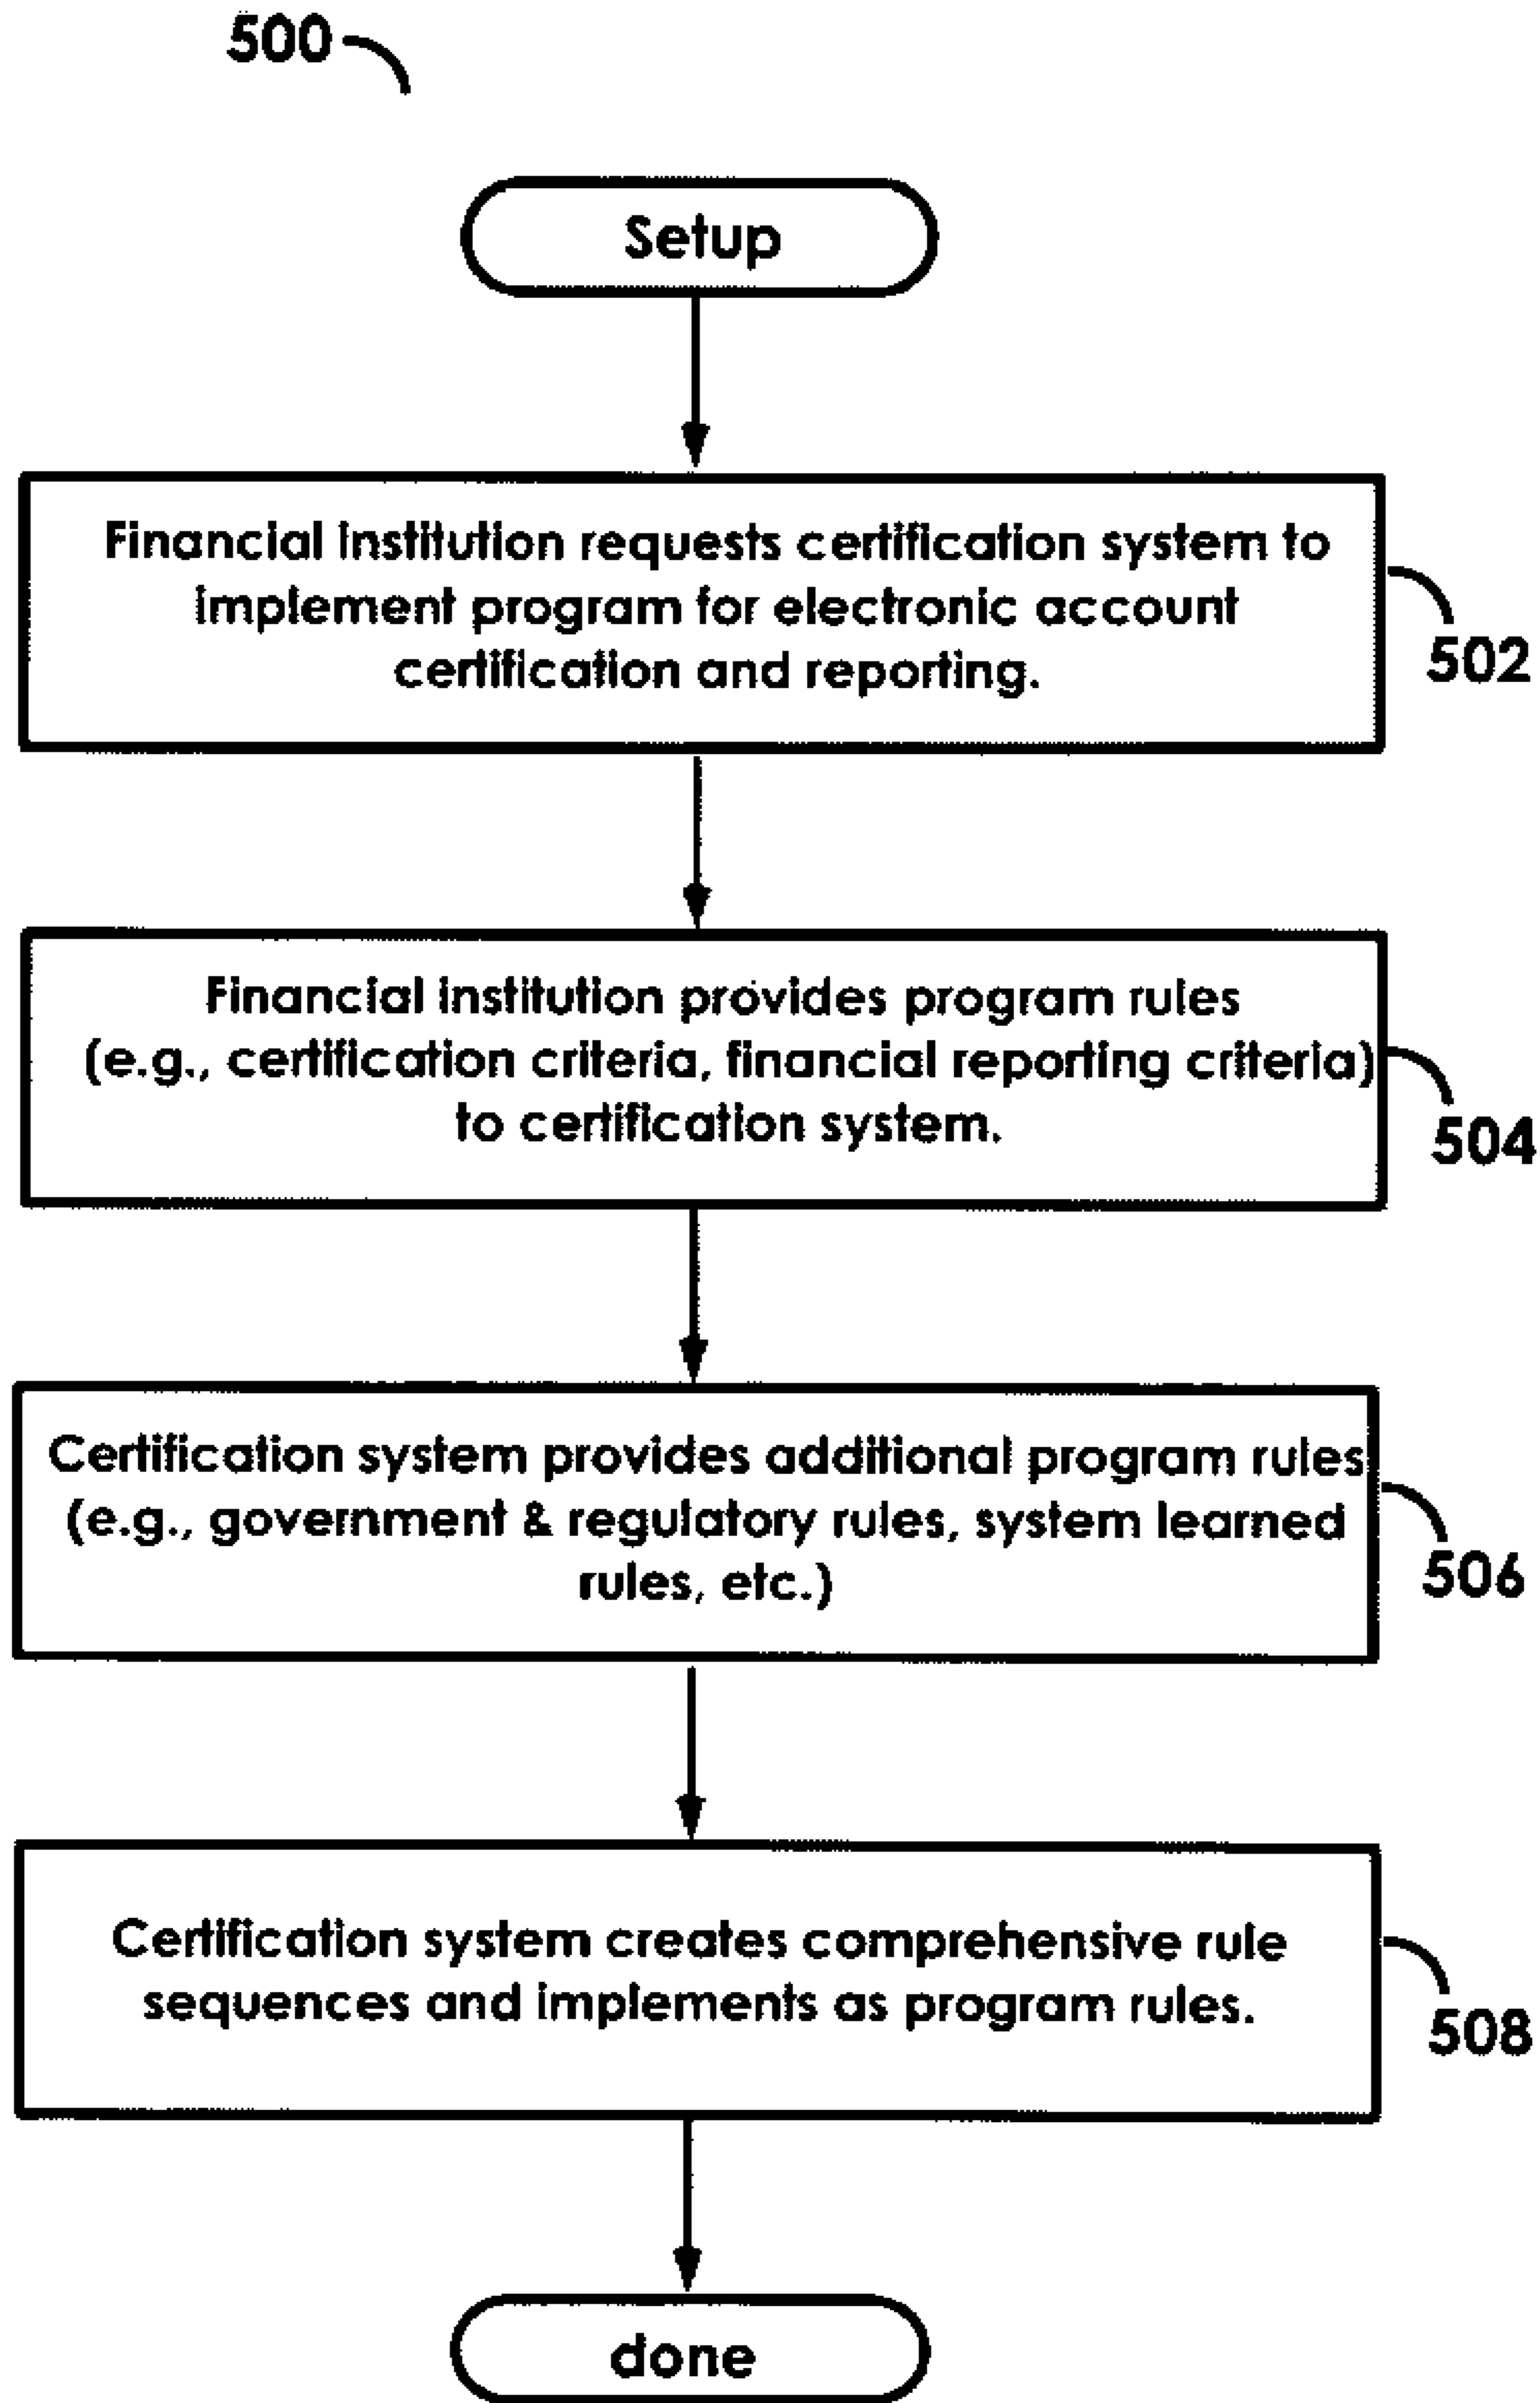 500
Setup
Financial institution requests certification system to
implement program for electronic account
certification and reporting.
502
Financial institution provides program rules
(e.g., certification criteria, financial reporting criteria)
to certification system.
504
Certification system provides additional program rules
(e.g., government & regulatory rules, system learned
rules, etc.)
506
Certification system creates comprehensive rule
sequences and implements as program rules.
508
done